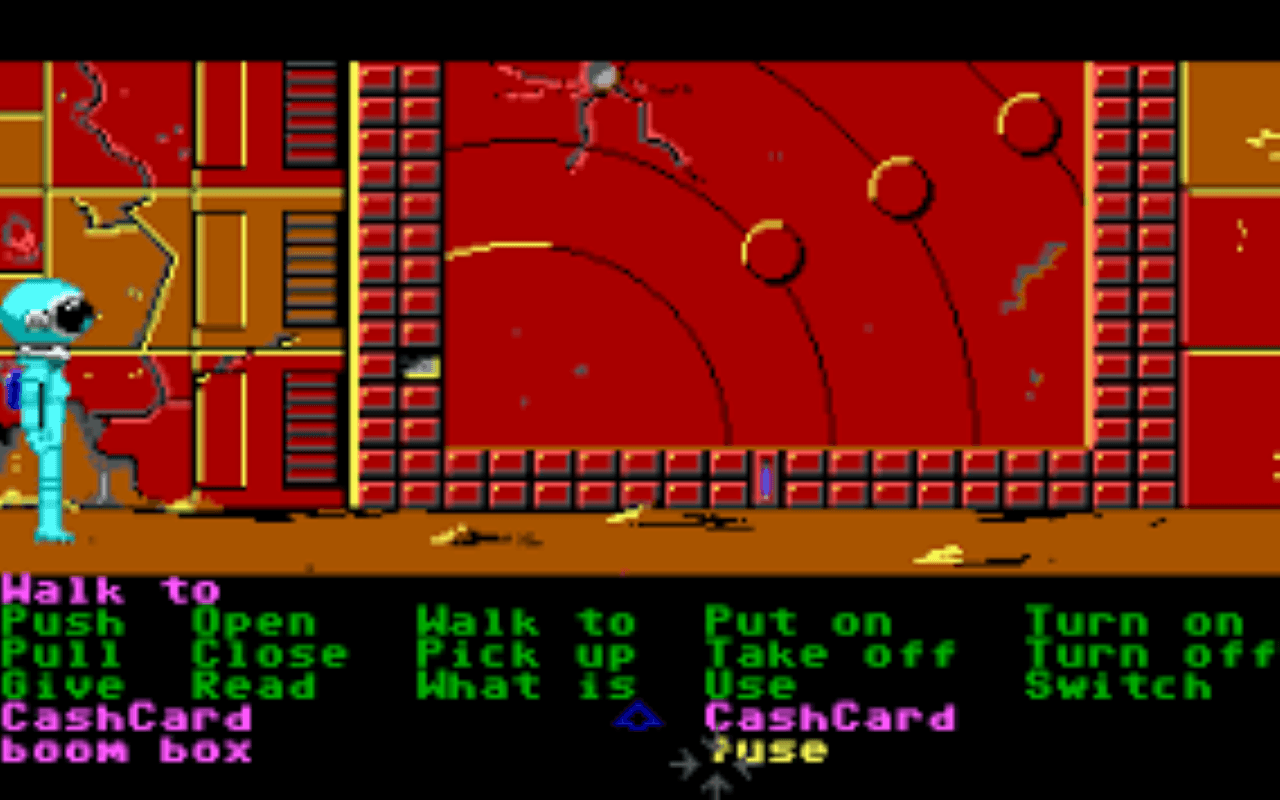 Walk to
Push Open Walk to Put on Turn on
Pull Close Pick up Take off Turn off
Give Read What is Use Switch
CashCard CashCard
boom box ?use